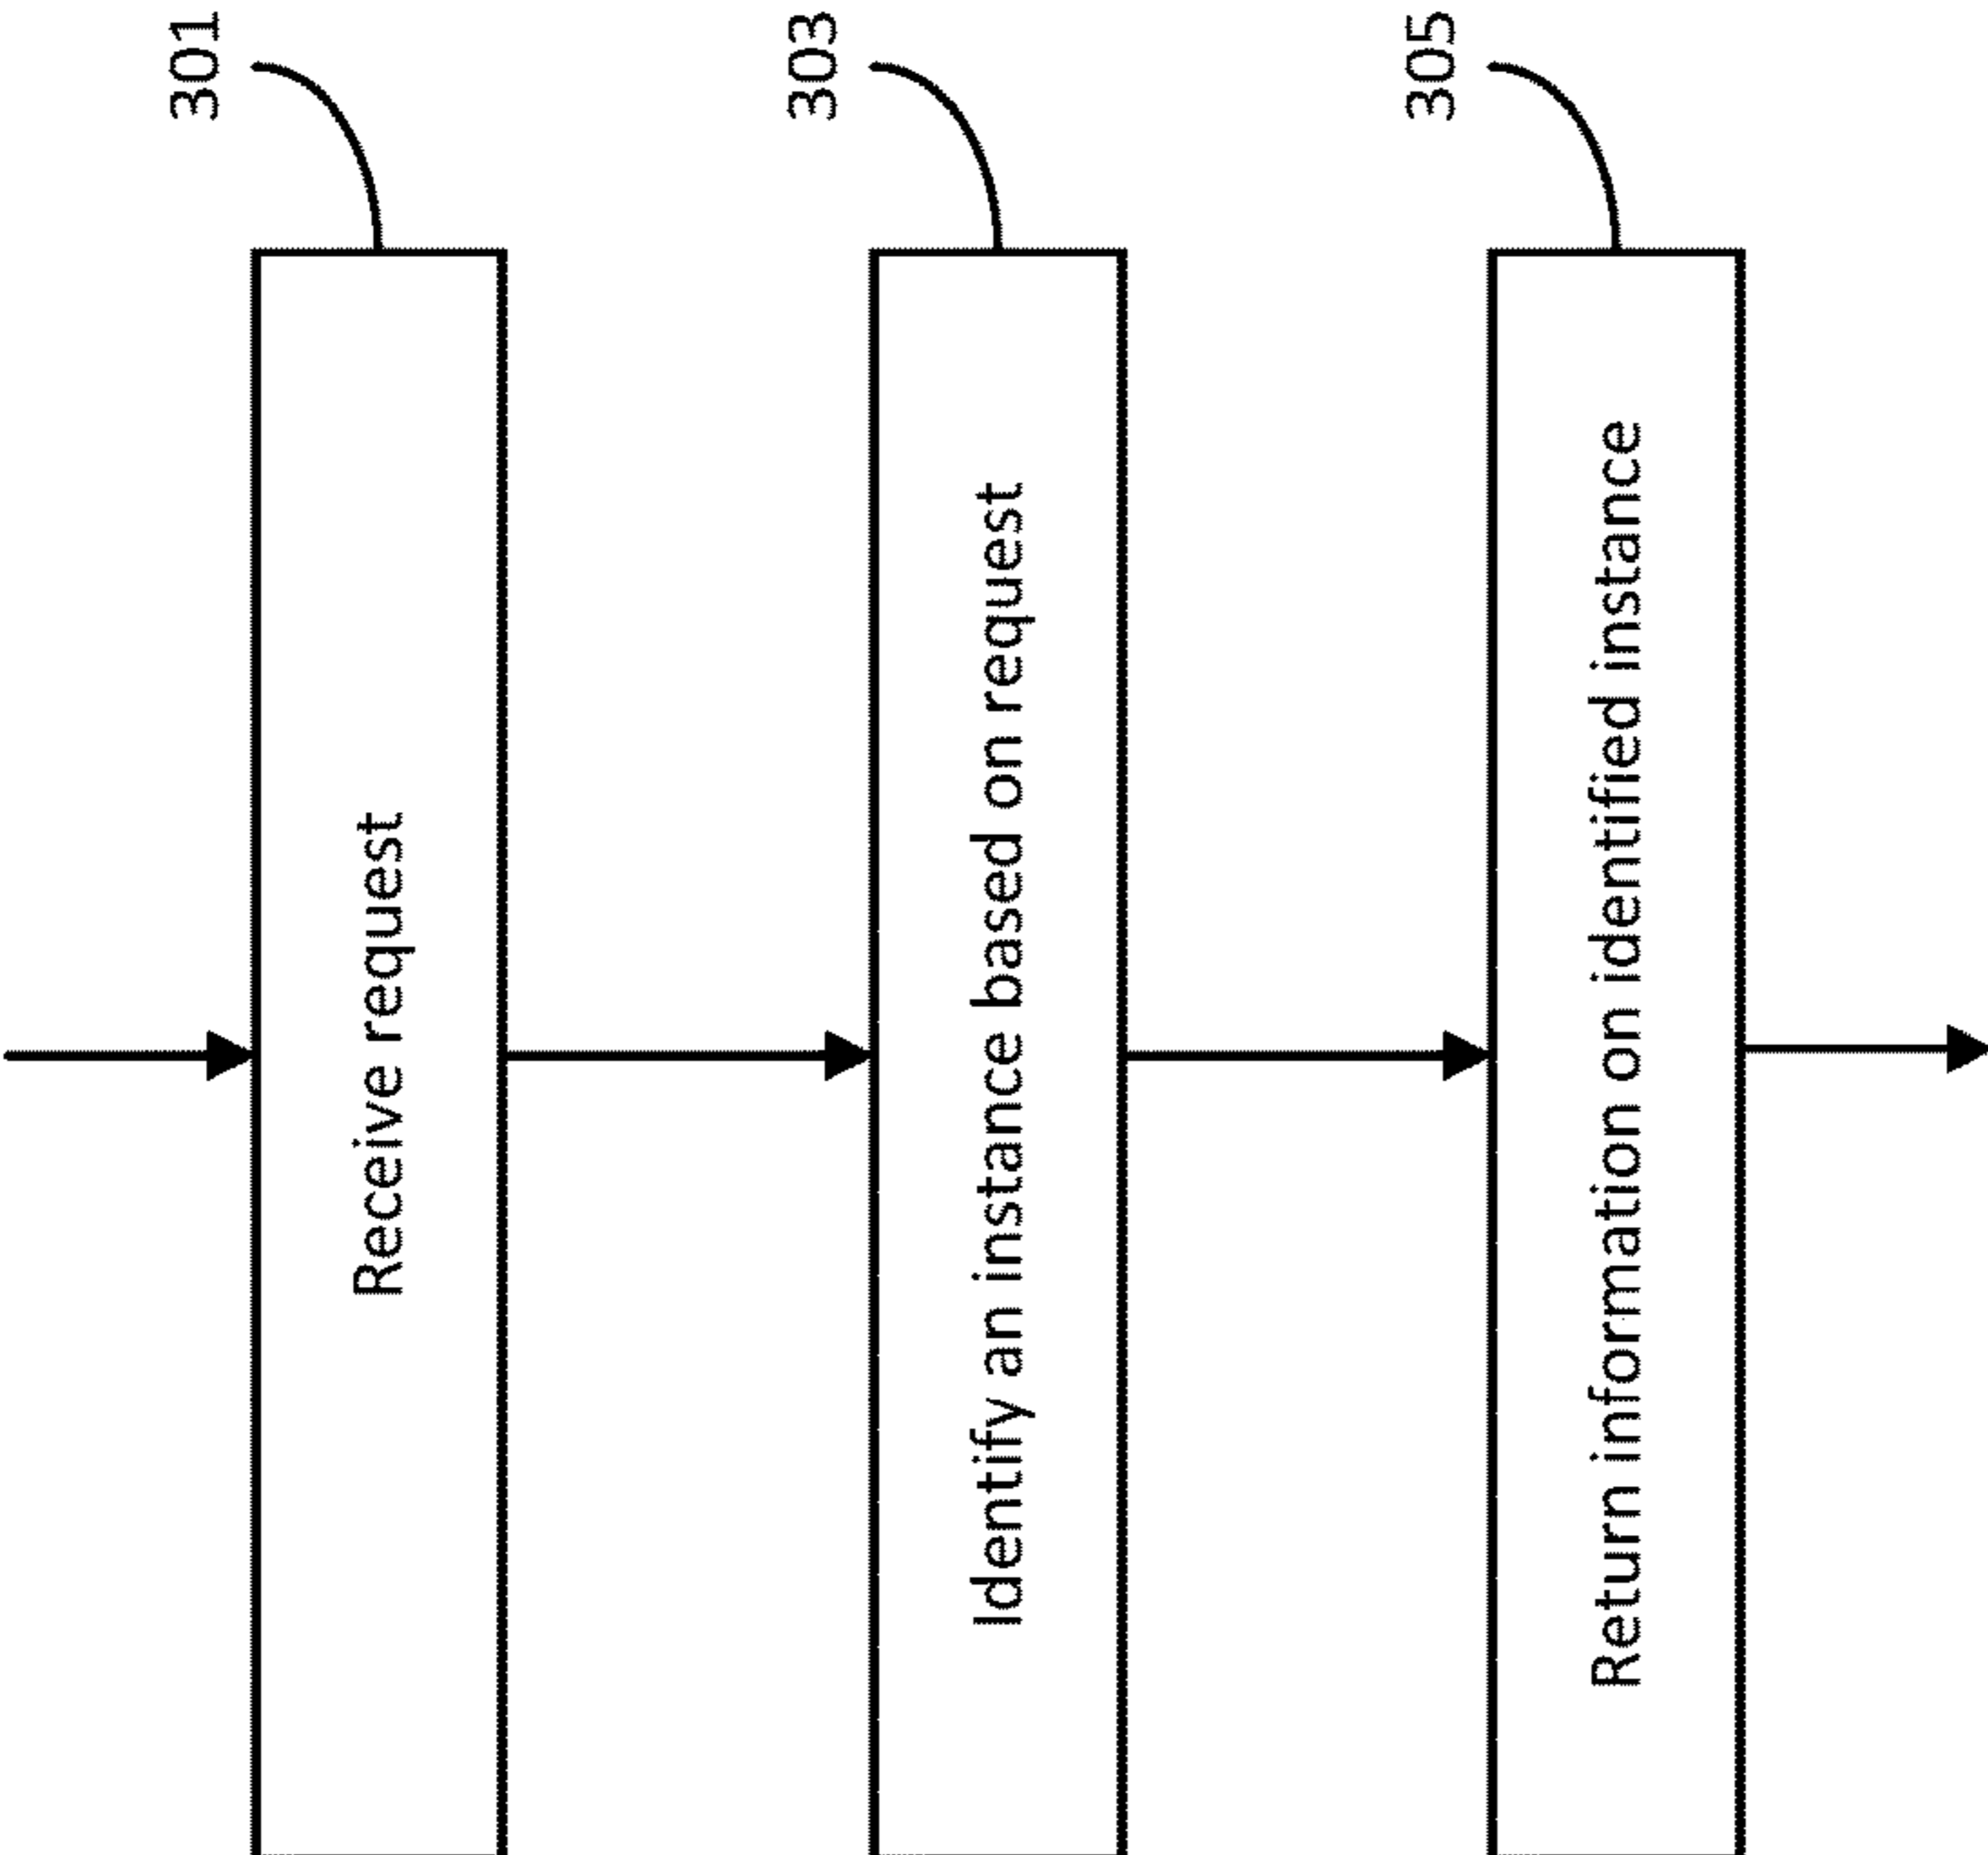 301
Receive request
303
Identify an instance based on request
305
Return information on identified instance